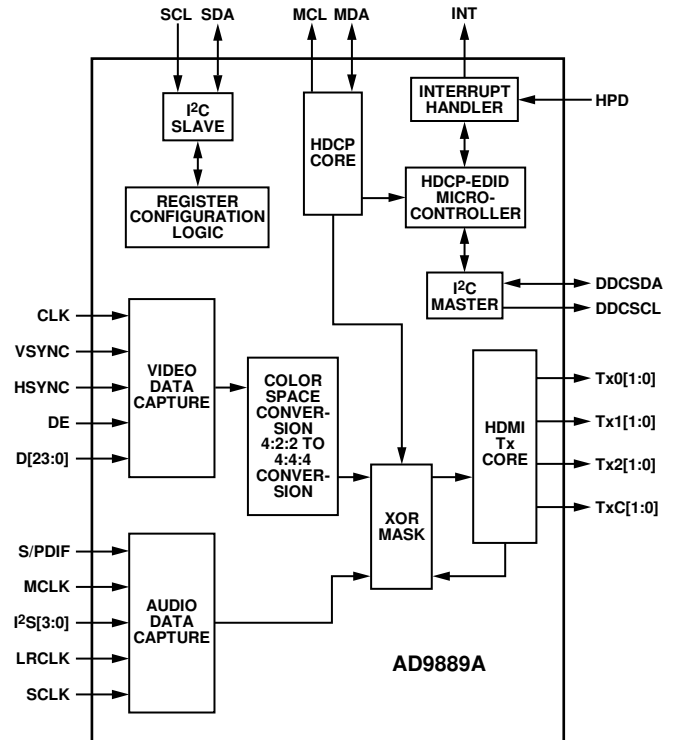 SCL SDA MCL MDA INT
I²C
SLAVE
REGISTER
CONFIGURATION
LOGIC
HDCP
CORE
INTERRUPT
HANDLER
HPD
HDCP-EDID
MICRO-
CONTROLLER
I²C
MASTER
DDCSDA
DDCSCL
CLK
VSYNC
HSYNC
DE
D[23:0]
VIDEO
DATA
CAPTURE
COLOR
SPACE
CONVER-
SION
4:2:2 TO
4:4:4
CONVER-
SION
XOR
MASK
HDMI
Tx
CORE
Tx0[1:0]
Tx1[1:0]
Tx2[1:0]
TxC[1:0]
S/PDIF
MCLK
I²S[3:0]
LRCLK
SCLK
AUDIO
DATA
CAPTURE
AD9889A